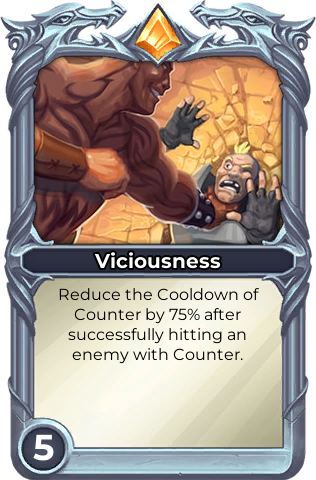 Viciousness
Reduce the Cooldown of
Counter by 75% after
successfully hitting an
enemy with Counter.
5